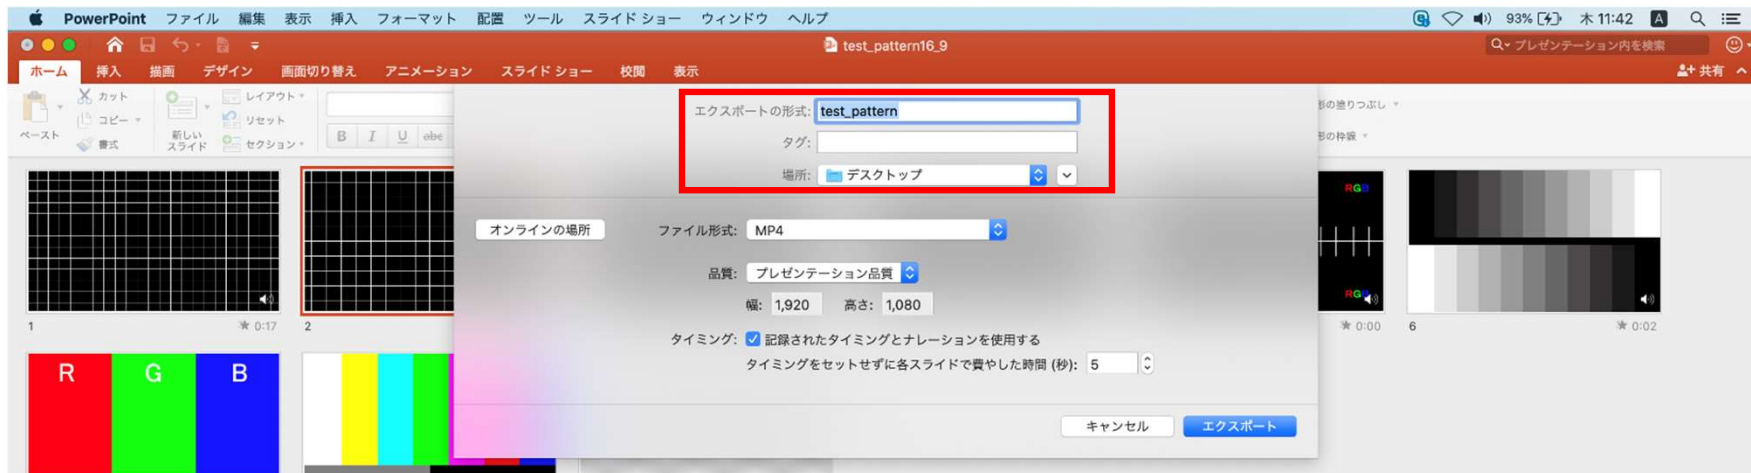 PowerPoint ファイル 編集 表示 挿入 フォーマット 配置 ツール スライド ショー ウィンドウ ヘルプ 93% 木 11:42 A
test_pattern16_9 プレゼンテーション内を検索
ホーム 挿入 描画 デザイン 画面切り替え アニメーション スライド ショー 校閲 表示 共有
ペースト
カット
コピー
書式
新しい
スライド
レイアウト
リセット
セクション
B I U abc
エクスポートの形式: test_pattern
タグ:
場所: デスクトップ
オンラインの場所 ファイル形式: MP4
品質: プレゼンテーション品質
幅: 1,920 高さ: 1,080
タイミング: 記録されたタイミングとナレーションを使用する
タイミングをセットせずに各スライドで費やした時間 (秒): 5
キャンセル エクスポート
形の塗りつぶし
形の枠線
RGB
RGB
1 0:17 2 0:00 6 0:02
R G B